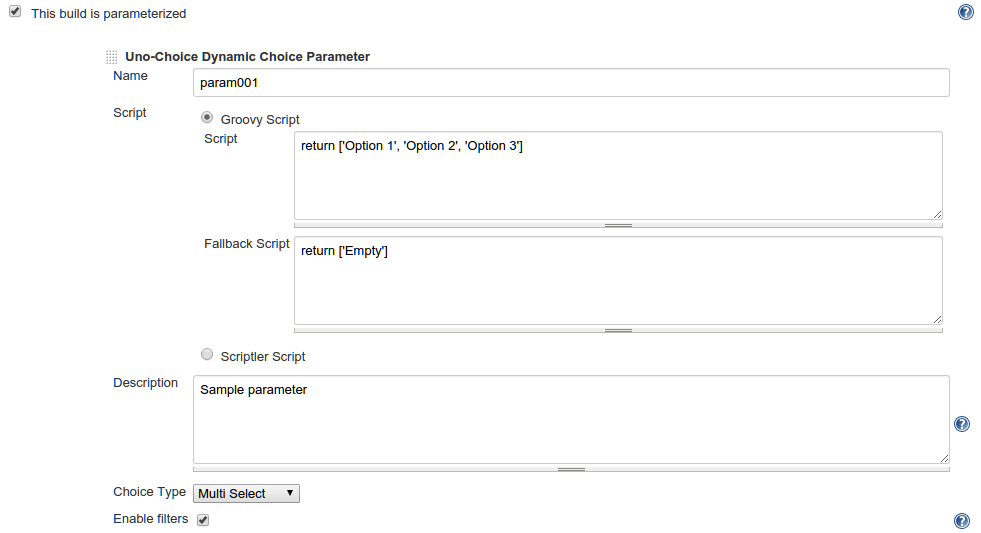 This build is parameterized
Uno-Choice Dynamic Choice Parameter
Name
param001
Script
Groovy Script
Script
return ['Option 1', 'Option 2', 'Option 3']
Fallback Script
return ['Empty']
Scriptler Script
Description
Sample parameter
Choice Type
Multi Select
Enable filters